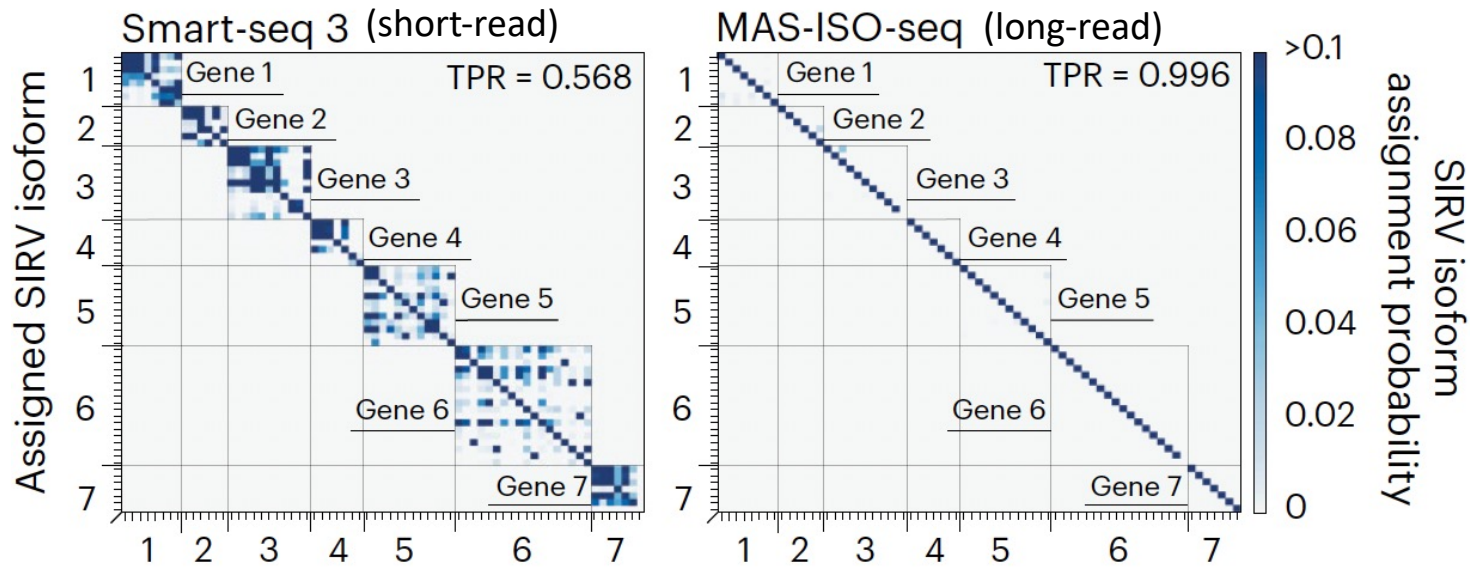 Smart-seq 3 (short-read)
MAS-ISO-seq (long-read)
TPR = 0.568
TPR = 0.996
Assigned SIRV isoform
1
2
3
4
5
6
7
Gene 1
Gene 2
Gene 3
Gene 4
Gene 5
Gene 6
Gene 7
1 2 3 4 5 6 7
1
2
3
4
5
6
7
Gene 1
Gene 2
Gene 3
Gene 4
Gene 5
Gene 6
Gene 7
1 2 3 4 5 6 7
>0.1
0.08
0.06
0.04
0.02
0
SIRV isoform
assignment probability